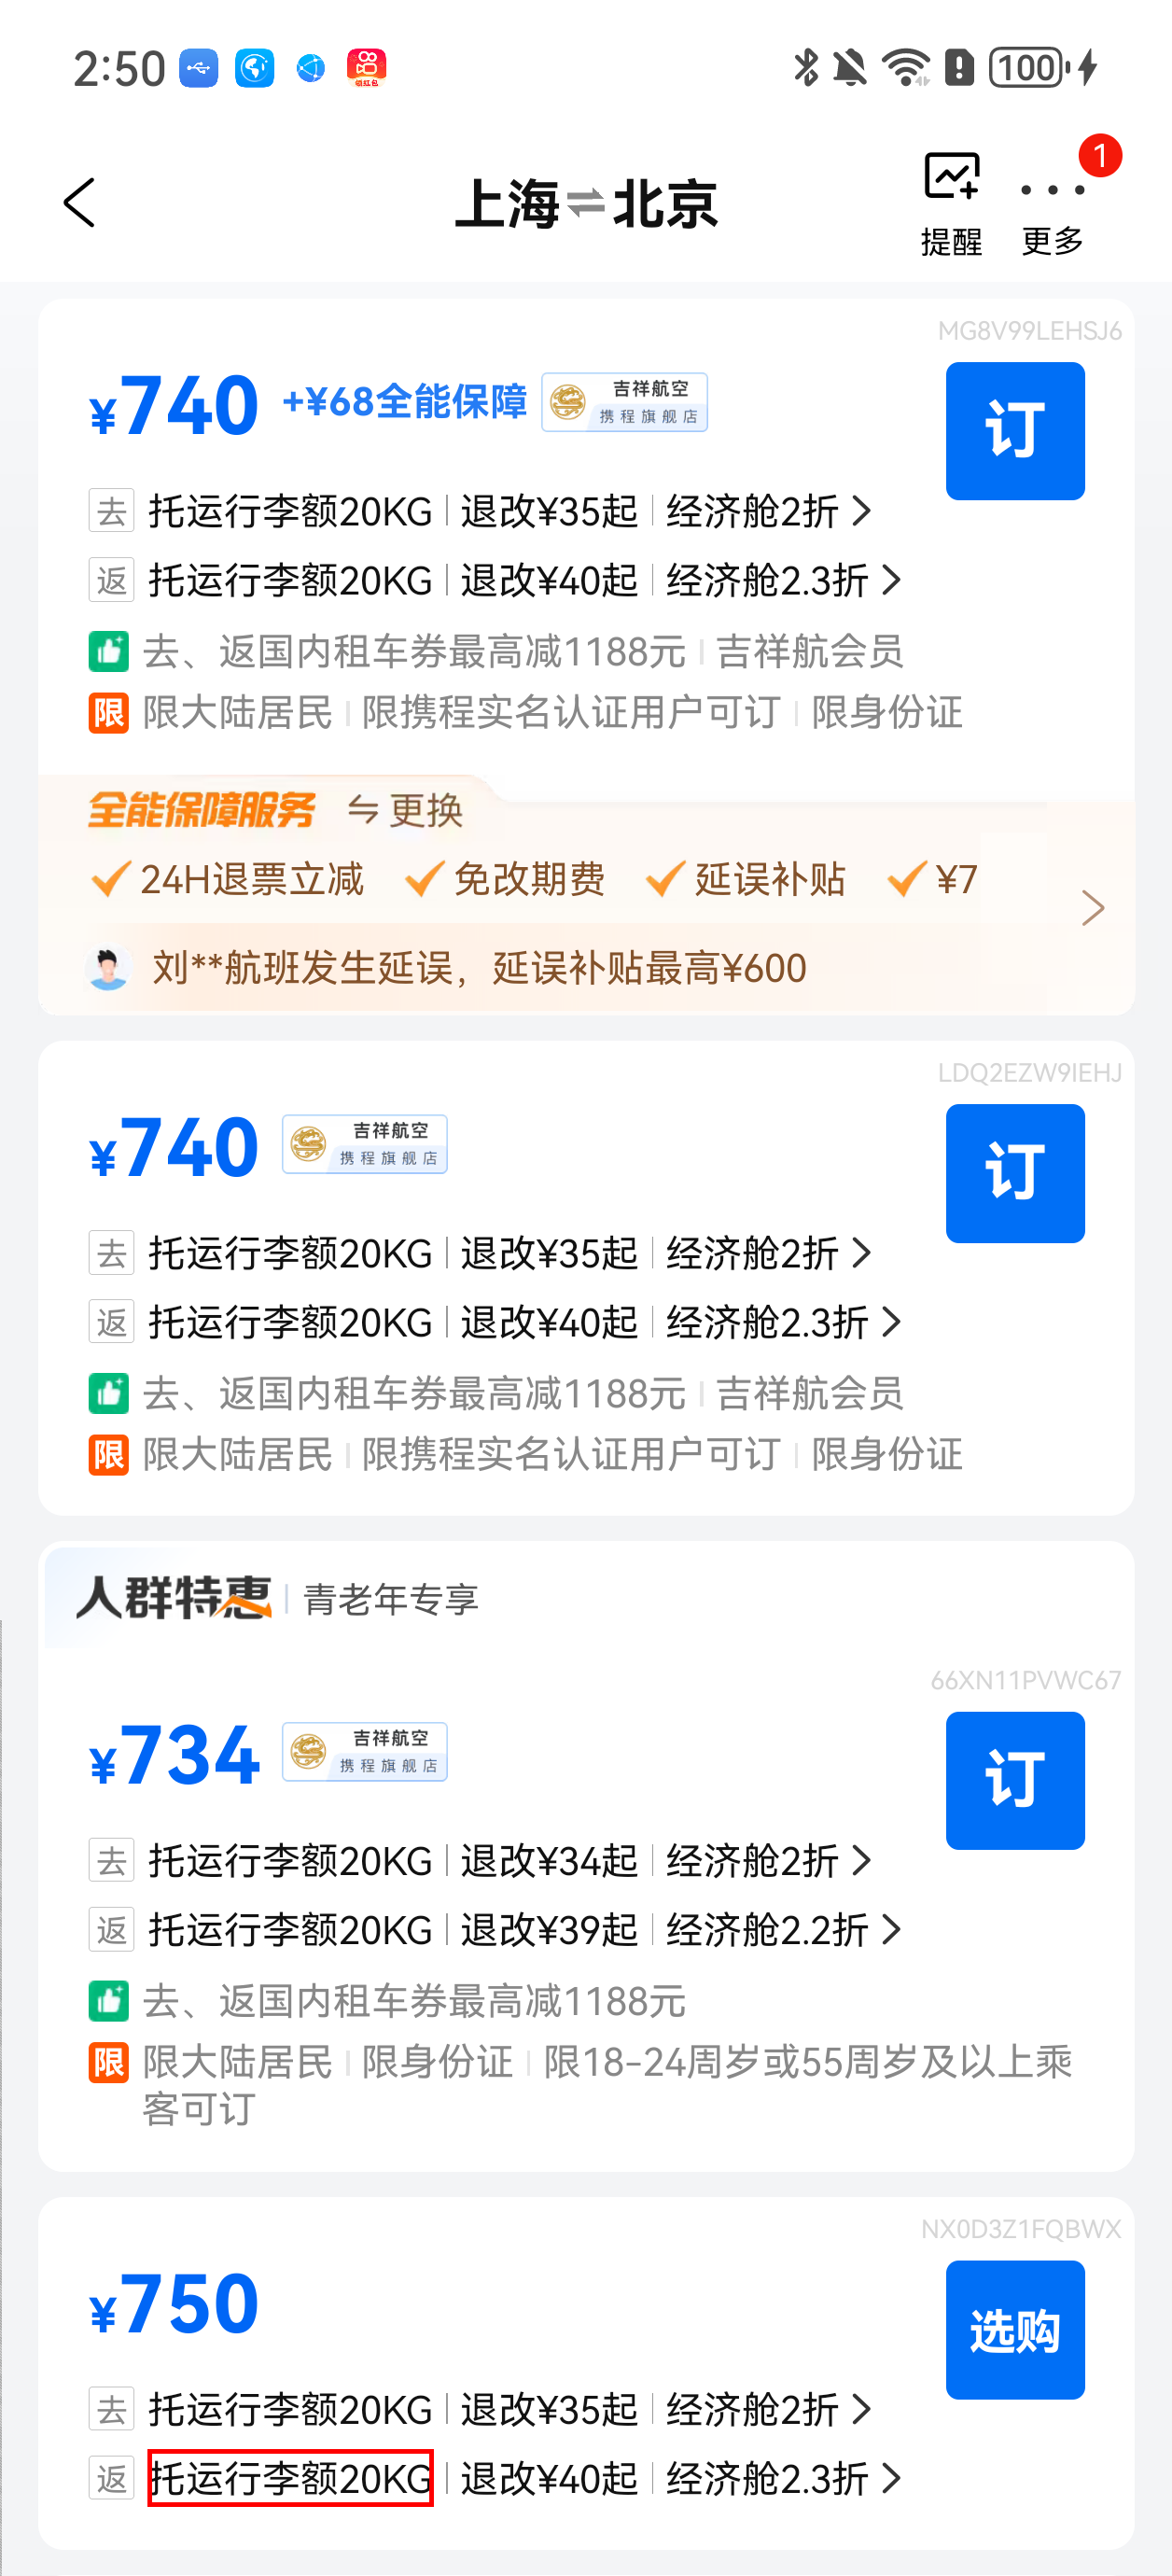 2:50
100
上海⇌北京
提醒
更多
1
MG8V99LEHSJ6
¥740 +¥68全能保障 吉祥航空 携程旗舰店
订
去 托运行李额20KG 退改¥35起 经济舱2折
返 托运行李额20KG 退改¥40起 经济舱2.3折
去、返国内租车券最高减1188元 吉祥航会员
限 限大陆居民 限携程实名认证用户可订 限身份证
全能保障服务 更换
24H退票立减 免改期费 延误补贴 ¥7
刘**航班发生延误，延误补贴最高¥600
LDQ2EZW9IEHJ
¥740 吉祥航空 携程旗舰店
订
去 托运行李额20KG 退改¥35起 经济舱2折
返 托运行李额20KG 退改¥40起 经济舱2.3折
去、返国内租车券最高减1188元 吉祥航会员
限 限大陆居民 限携程实名认证用户可订 限身份证
人群特惠 青老年专享
66XN11PVWC67
¥734 吉祥航空 携程旗舰店
订
去 托运行李额20KG 退改¥34起 经济舱2折
返 托运行李额20KG 退改¥39起 经济舱2.2折
去、返国内租车券最高减1188元
限 限大陆居民 限身份证 限18-24周岁或55周岁及以上乘
客可订
NX0D3Z1FQBWX
¥750
选购
去 托运行李额20KG 退改¥35起 经济舱2折
返 托运行李额20KG 退改¥40起 经济舱2.3折